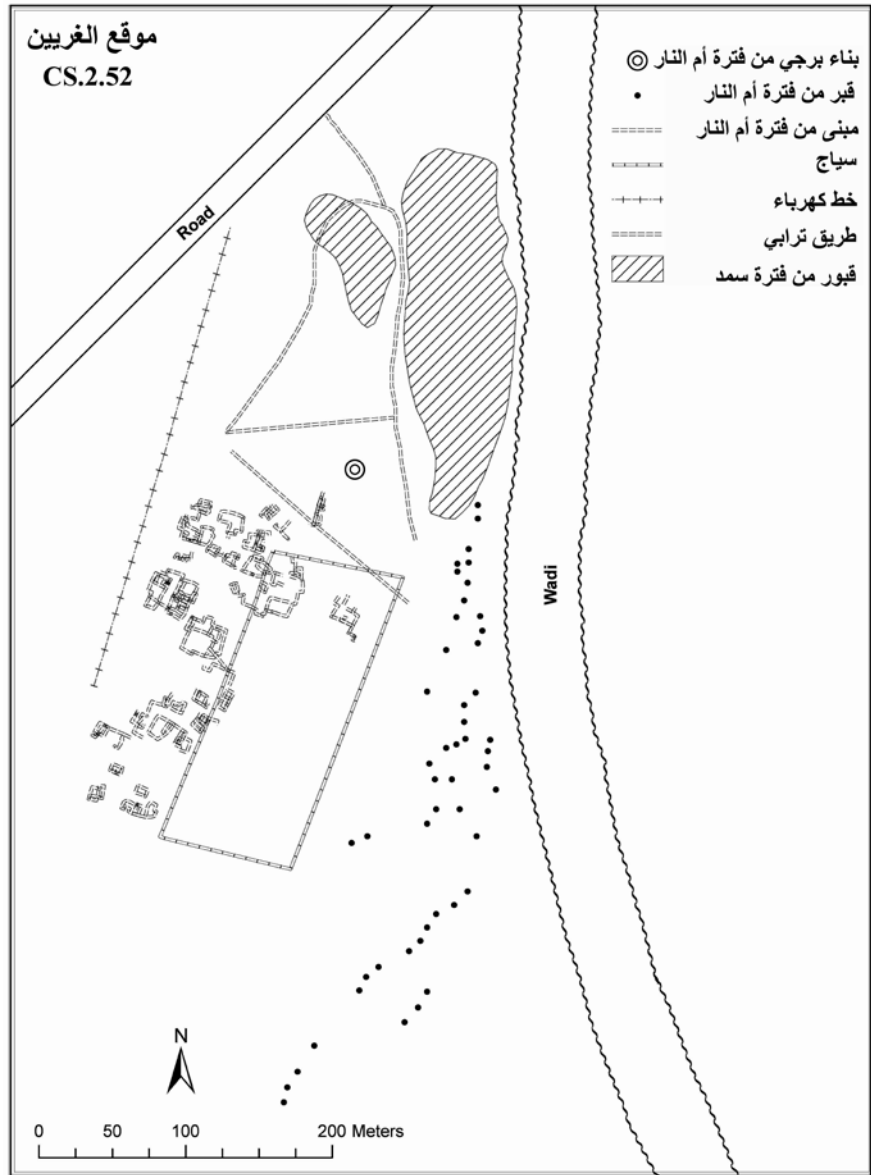 موقع الغريين
CS.2.52
بناء برجي من فترة أم النار
قبر من فترة أم النار
مبنى من فترة أم النار
سياج
خط كهرباء
طريق ترابي
قبور من فترة سمد
Road
Wadi
N
0 50 100 200 Meters